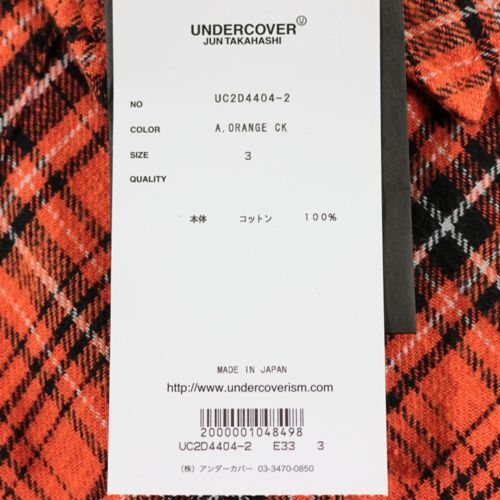 UNDERCOVER Ⓤ
JUN TAKAHASHI
NO UC2D4404-2
COLOR A.ORANGE CK
SIZE 3
QUALITY
本体 コットン 100%
MADE IN JAPAN
http://www.undercoverism.com
2000001048498
UC2D4404-2 E33 3
(株) アンダーカバー 03-3470-0850